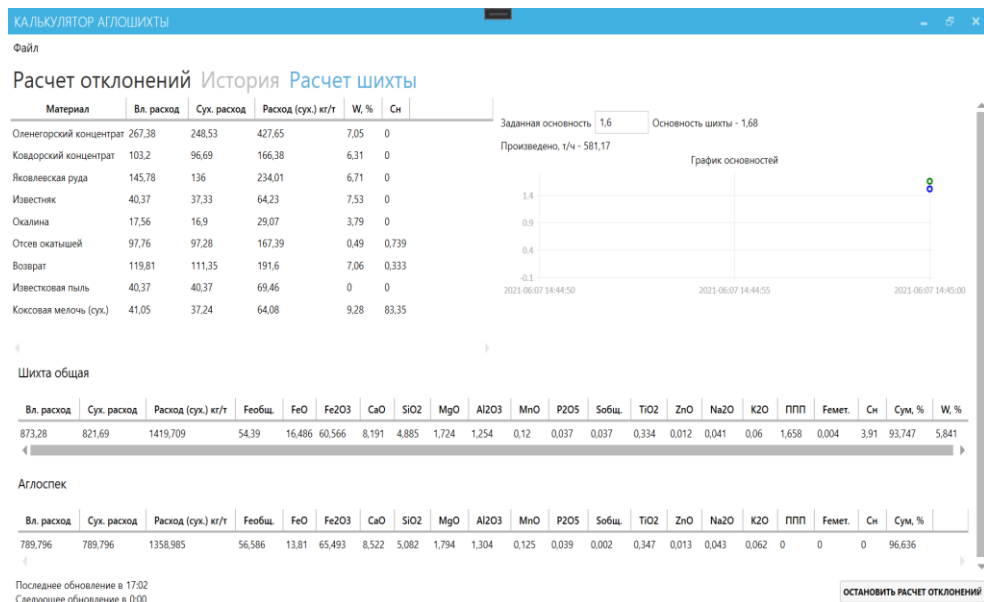 КАЛЬКУЛЯТОР АГЛОШИХТЫ
Файл
Расчет отклонений История Расчет шихты
Материал Вл. расход Сух. расход Расход (сух.) кг/т W, % Сн
Оленегорский концентрат 267,38 248,53 427,65 7,05 0
Ковдорский концентрат 103,2 96,69 166,38 6,31 0
Яковлевская руда 145,78 136 234,01 6,71 0
Известняк 40,37 37,33 64,23 7,53 0
Окалина 17,56 16,9 29,07 3,79 0
Отсев окатышей 97,76 97,28 167,39 0,49 0,739
Возврат 119,81 111,35 191,6 7,06 0,333
Известковая пыль 40,37 40,37 69,46 0 0
Коксовая мелочь (сух.) 41,05 37,24 64,08 9,28 83,35
Заданная основность 1,6 Основность шихты - 1,68
Произведено, т/ч - 581,17
График основностей
1.4
0.9
0.4
-0.1
2021-06:07 14:44:50 2021-06:07 14:44:55 2021-06:07 14:45:00
Шихта общая
Вл. расход Сух. расход Расход (сух.) кг/т Feобщ. FeO Fe2O3 CaO SiO2 MgO Al2O3 MnO P2O5 Sобщ. TiO2 ZnO Na2O K2O ППП Feмет. Сн Сум, % W, %
873,28 821,69 1419,709 54,39 16,486 60,566 8,191 4,885 1,724 1,254 0,12 0,037 0,037 0,334 0,012 0,041 0,06 1,658 0,004 3,91 93,747 5,841
Аглоспек
Вл. расход Сух. расход Расход (сух.) кг/т Feобщ. FeO Fe2O3 CaO SiO2 MgO Al2O3 MnO P2O5 Sобщ. TiO2 ZnO Na2O K2O ППП Feмет. Сн Сум, %
789,796 789,796 1358,985 56,586 13,81 65,493 8,522 5,082 1,794 1,304 0,125 0,039 0,002 0,347 0,013 0,043 0,062 0 0 0 96,636
Последнее обновление в 17:02
Следующее обновление в 0:00
ОСТАНОВИТЬ РАСЧЕТ ОТКЛОНЕНИЙ